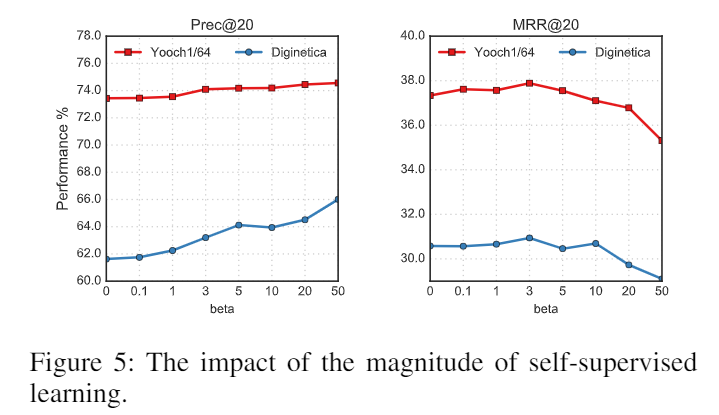 Prec@20
MRR@20
78.0
76.0
74.0
72.0
70.0
68.0
66.0
64.0
62.0
60.0
Performance %
Yooch1/64 Diginetica
0 0.1 1 3 5 10 20 50
beta
40.0
38.0
36.0
34.0
32.0
30.0
Yooch1/64 Diginetica
0 0.1 1 3 5 10 20 50
beta
Figure 5: The impact of the magnitude of self-supervised
learning.